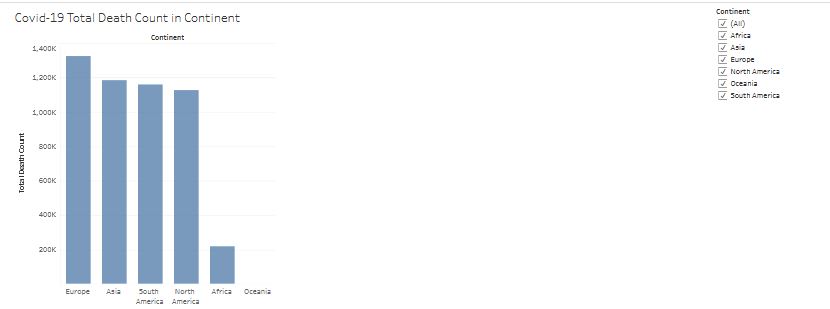 Covid-19 Total Death Count in Continent
Continent
1,400K
1,200K
1,000K
800K
600K
400K
200K
Total Death Count
Europe
Asia
South
America
North
America
Africa
Oceania
Continent
(All)
Africa
Asia
Europe
North America
Oceania
South America